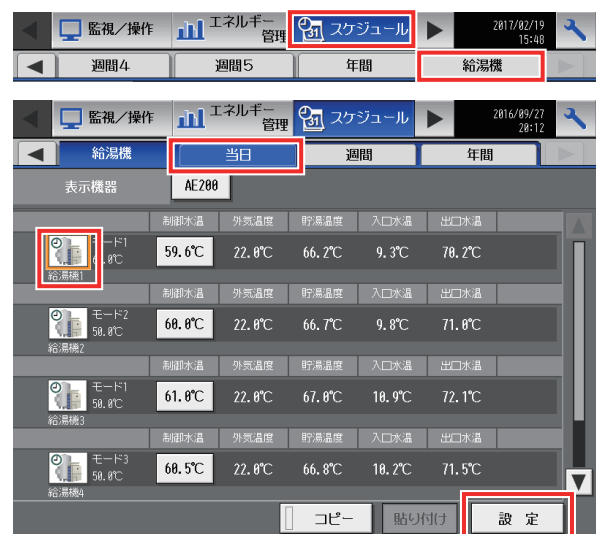 監視／操作 エネルギー管理 31 スケジュール 2017/02/19 15:48
週間4 週間5 年間 給湯機
監視／操作 エネルギー管理 31 スケジュール 2016/09/27 20:12
給湯機 当日 週間 年間
表示機器 AE200
制御水温 外気温度 貯湯温度 入口水温 出口水温
モード1 59.6℃ 22.0℃ 66.2℃ 9.3℃ 70.2℃
給湯機1
制御水温 外気温度 貯湯温度 入口水温 出口水温
モード2 60.0℃ 22.0℃ 66.7℃ 9.8℃ 71.0℃
50.0℃
給湯機2
制御水温 外気温度 貯湯温度 入口水温 出口水温
モード1 61.0℃ 22.0℃ 67.0℃ 10.9℃ 72.1℃
50.0℃
給湯機3
制御水温 外気温度 貯湯温度 入口水温 出口水温
モード3 60.5℃ 22.0℃ 66.8℃ 10.2℃ 71.5℃
50.0℃
給湯機4
コピー 貼り付け 設 定